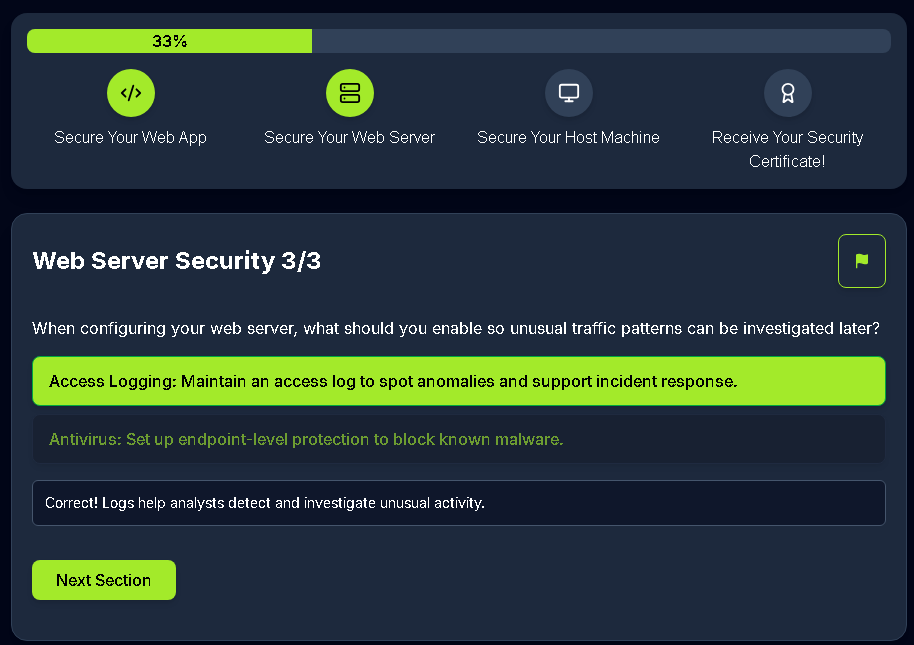 33%
Secure Your Web App
Secure Your Web Server
Secure Your Host Machine
Receive Your Security
Certificate!
Web Server Security 3/3
When configuring your web server, what should you enable so unusual traffic patterns can be investigated later?
Access Logging: Maintain an access log to spot anomalies and support incident response.
Antivirus: Set up endpoint-level protection to block known malware.
Correct! Logs help analysts detect and investigate unusual activity.
Next Section